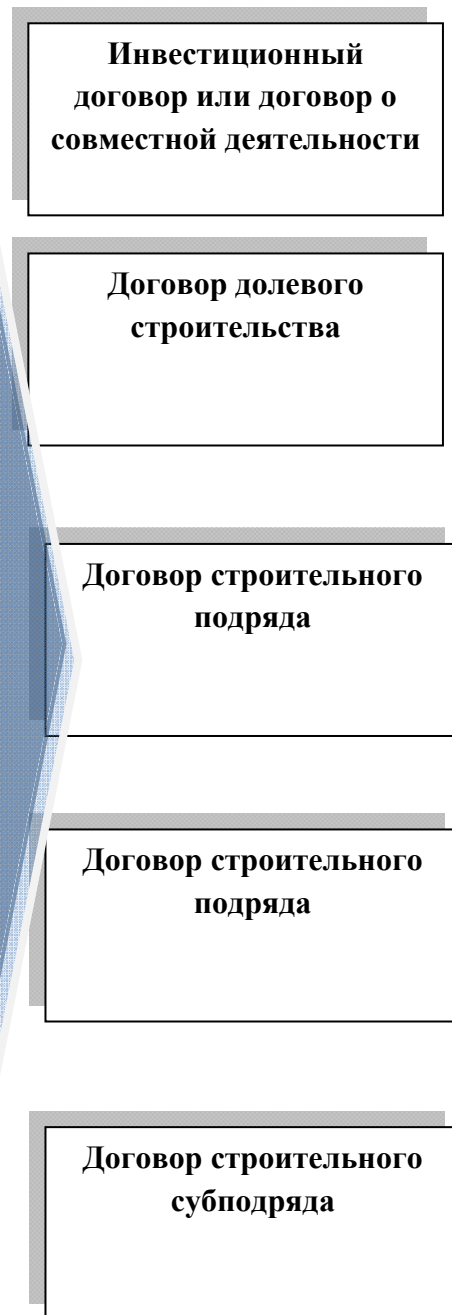 Инвестиционный
договор или договор о
совместной деятельности
Договор долевого
строительства
Договор строительного
подряда
Договор строительного
подряда
Договор строительного
субподряда